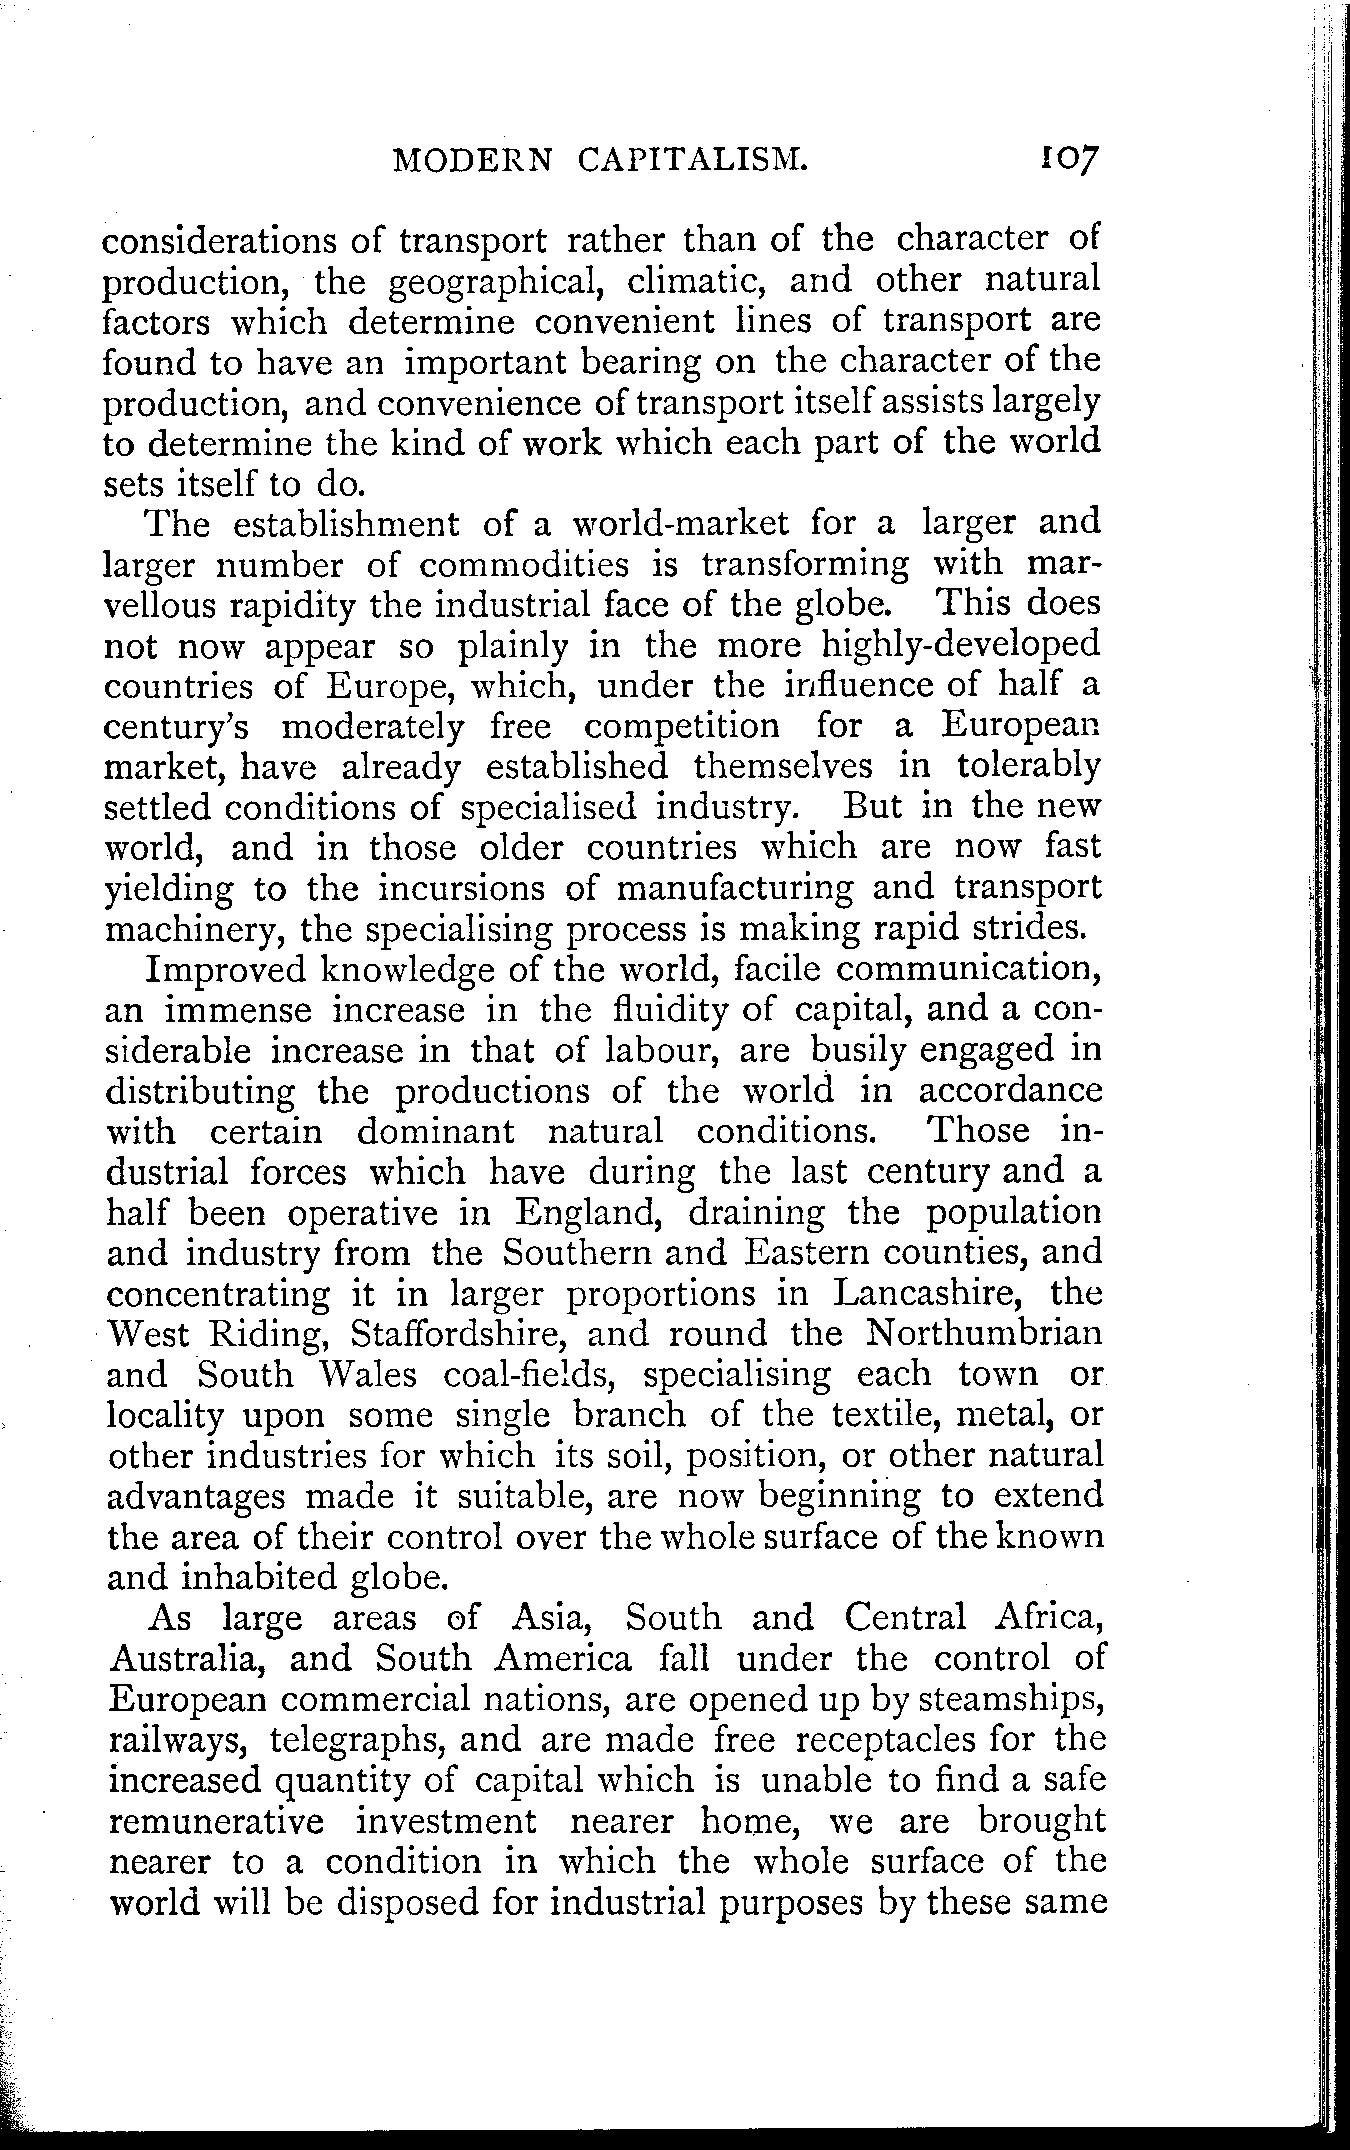 MODERN CAPITALISM. 107
considerations of transport rather than of the character of
production, the geographical, climatic, and other natural
factors which determine convenient lines of transport are
found to have an important bearing on the character of the
production, and convenience of transport itself assists largely
to determine the kind of work which each part of the world
sets itself to do.
The establishment of a world-market for a larger and
larger number of commodities is transforming with mar-
vellous rapidity the industrial face of the globe. This does
not now appear so plainly in the more highly-developed
countries of Europe, which, under the influence of half a
century's moderately free competition for a European
market, have already established themselves in tolerably
settled conditions of specialised industry. But in the new
world, and in those older countries which are now fast
yielding to the incursions of manufacturing and transport
machinery, the specialising process is making rapid strides.
Improved knowledge of the world, facile communication,
an immense increase in the fluidity of capital, and a con-
siderable increase in that of labour, are busily engaged in
distributing the productions of the world in accordance
with certain dominant natural conditions. Those in-
dustrial forces which have during the last century and a
half been operative in England, draining the population
and industry from the Southern and Eastern counties, and
concentrating it in larger proportions in Lancashire, the
West Riding, Staffordshire, and round the Northumbrian
and South Wales coal-fields, specialising each town or
locality upon some single branch of the textile, metal, or
other industries for which its soil, position, or other natural
advantages made it suitable, are now beginning to extend
the area of their control over the whole surface of the known
and inhabited globe.
As large areas of Asia, South and Central Africa,
Australia, and South America fall under the control of
European commercial nations, are opened up by steamships,
railways, telegraphs, and are made free receptacles for the
increased quantity of capital which is unable to find a safe
remunerative investment nearer home, we are brought
nearer to a condition in which the whole surface of the
world will be disposed for industrial purposes by these same